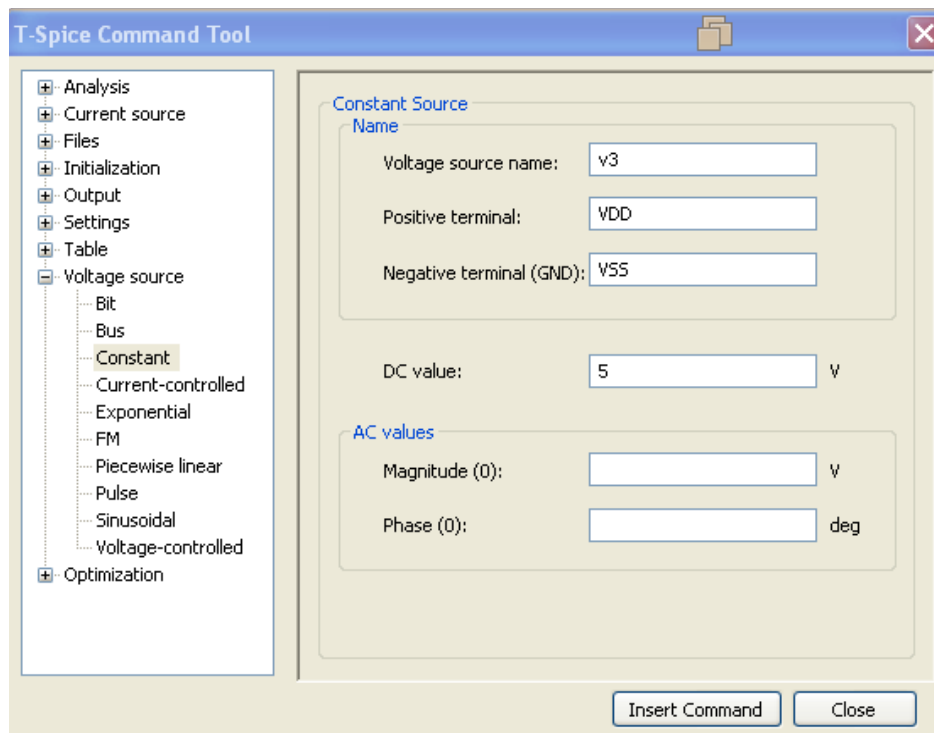 T-Spice Command Tool
Analysis
Current source
Files
Initialization
Output
Settings
Table
Voltage source
Bit
Bus
Constant
Current-controlled
Exponential
FM
Piecewise linear
Pulse
Sinusoidal
Voltage-controlled
Optimization
Constant Source
Name
Voltage source name: v3
Positive terminal: VDD
Negative terminal (GND): VSS
DC value: 5 V
AC values
Magnitude (0): V
Phase (0): deg
Insert Command Close